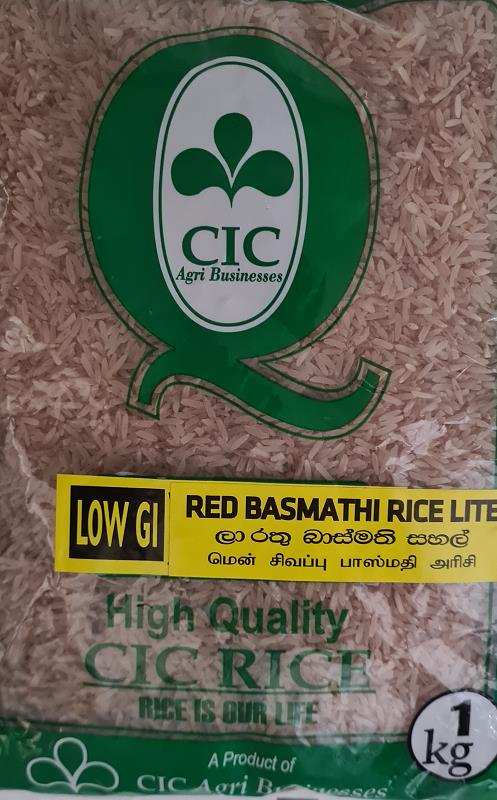 CIC
Agri Businesses
LOW GI
RED BASMATHI RICE LITE
ලා රතු බාස්මති සහල්
மென் சிவப்பு பாஸ்மதி அரிசி
High Quality
CIC RICE
RICE IS OUR LIFE
1
kg
A Product of
CIC Agri Businesses